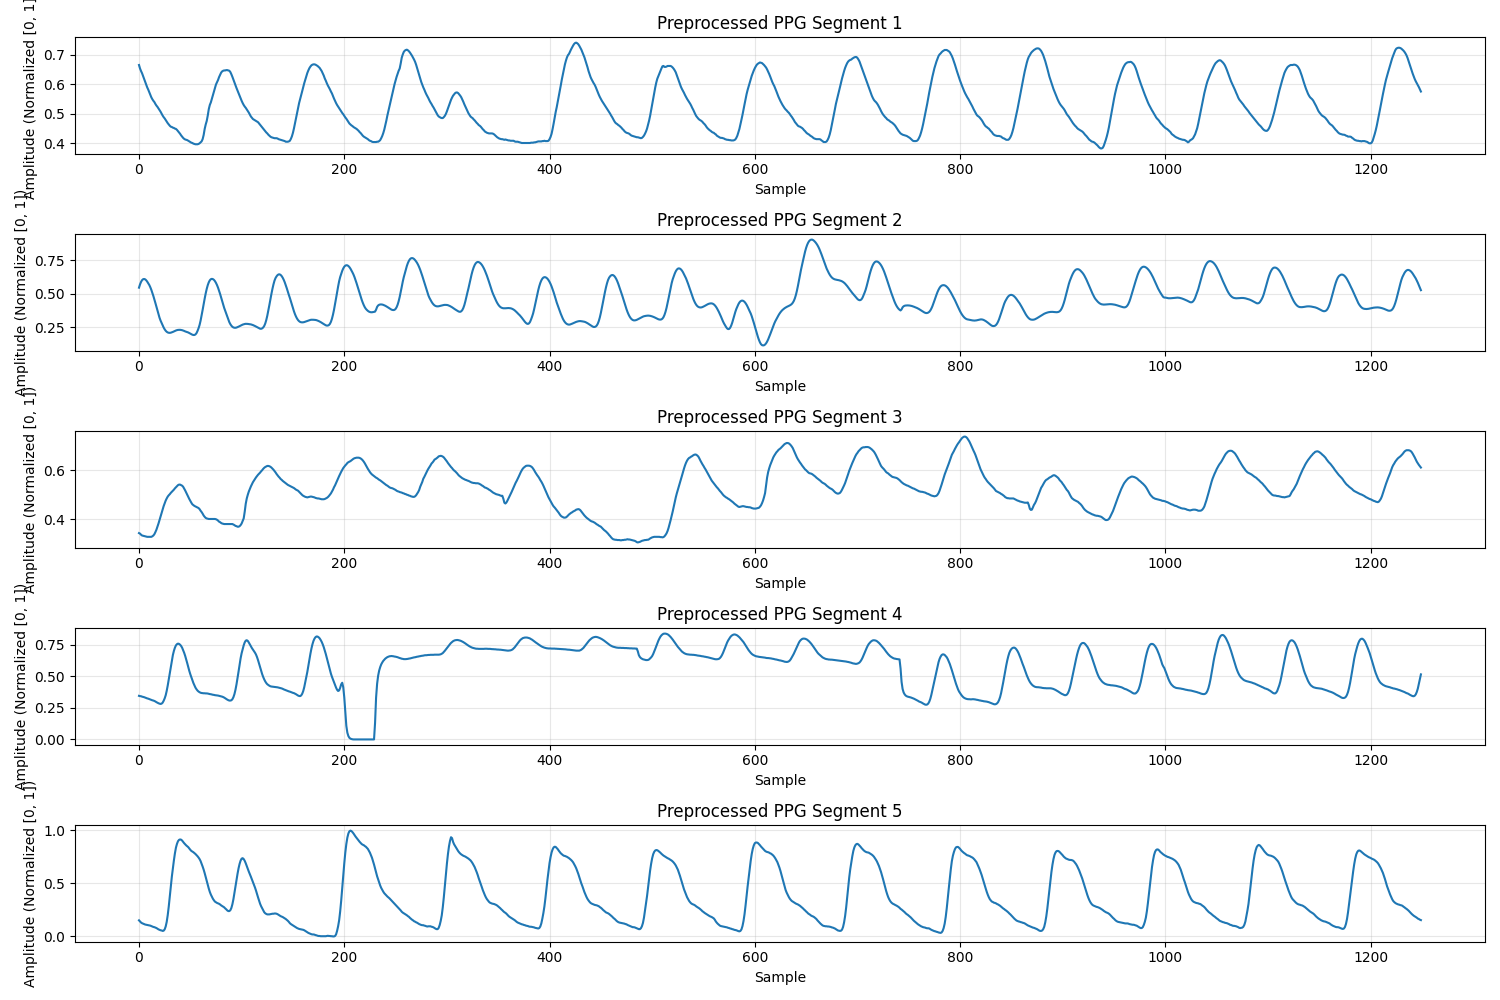 Preprocessed PPG Segment 1
Amplitude (Normalized [0, 1])
0.7
0.6
0.5
0.4
0 200 400 600 800 1000 1200
Sample
Preprocessed PPG Segment 2
Amplitude (Normalized [0, 1])
0.75
0.50
0.25
0 200 400 600 800 1000 1200
Sample
Preprocessed PPG Segment 3
Amplitude (Normalized [0, 1])
0.6
0.4
0 200 400 600 800 1000 1200
Sample
Preprocessed PPG Segment 4
Amplitude (Normalized [0, 1])
0.75
0.50
0.25
0.00
0 200 400 600 800 1000 1200
Sample
Preprocessed PPG Segment 5
Amplitude (Normalized [0, 1])
1.0
0.5
0.0
0 200 400 600 800 1000 1200
Sample